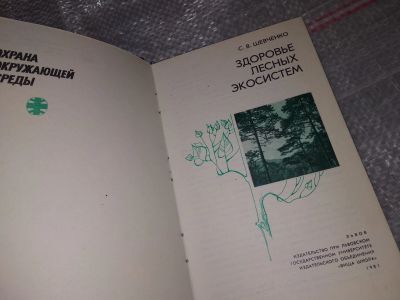 ОХРАНА
ОКРУЖАЮЩЕЙ
СРЕДЫ
С. В. ШЕВЧЕНКО
ЗДОРОВЬЕ
ЛЕСНЫХ
ЭКОСИСТЕМ
ЛЬВОВ
ИЗДАТЕЛЬСТВО ПРИ ЛЬВОВСКОМ
ГОСУДАРСТВЕННОМ УНИВЕРСИТЕТЕ
ИЗДАТЕЛЬСКОГО ОБЪЕДИНЕНИЯ
«ВИЩА ШКОЛА»
1981